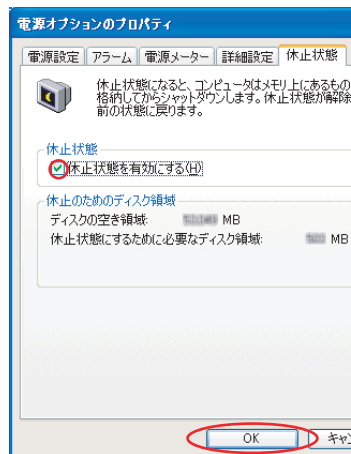 電源オプションのプロパティ
電源設定 アラーム 電源メーター 詳細設定 休止状態
休止状態になると、コンピュータはメモリ上にあるもの
格納してからシャットダウンします。休止状態が解除
前の状態に戻ります。
休止状態
休止状態を有効にする(H)
休止のためのディスク領域
ディスクの空き領域: MB
休止状態にするために必要なディスク領域: MB
OK キャン